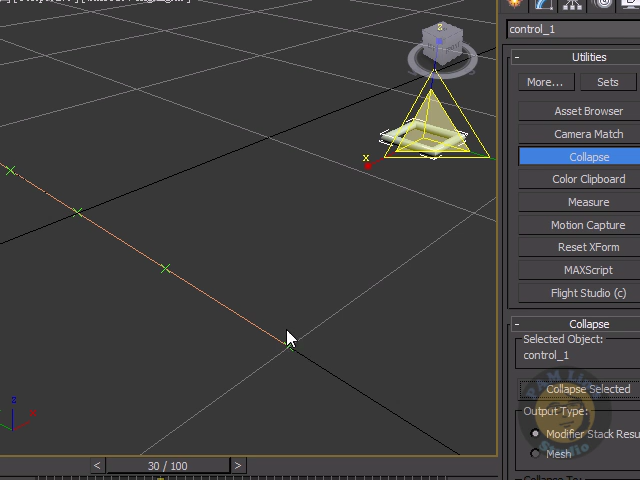 control_1
- Utilities
More... Sets
Asset Browser
Camera Match
Collapse
Color Clipboard
Measure
Motion Capture
Reset XForm
MAXScript
Flight Studio (c)
- Collapse
Selected Object:
control_1
Collapse Selected
Output Type:
Modifier Stack Resu
Mesh
z
x
z
< 30 / 100 >
Studio